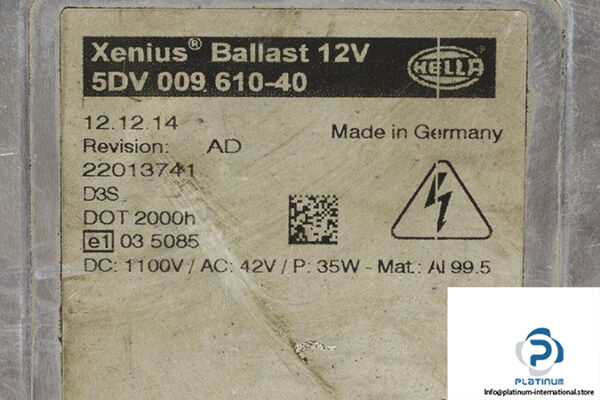 Xenius® Ballast 12V
5DV 009 610-40
HELLA
12.12.14
Made in Germany
Revision: AD
22013741
D3S
DOT 2000h
e1 03 5085
DC: 1100V / AC: 42V / P: 35W - Mat.: Al 99.5
PLATINUM
Info@platinum-international.store